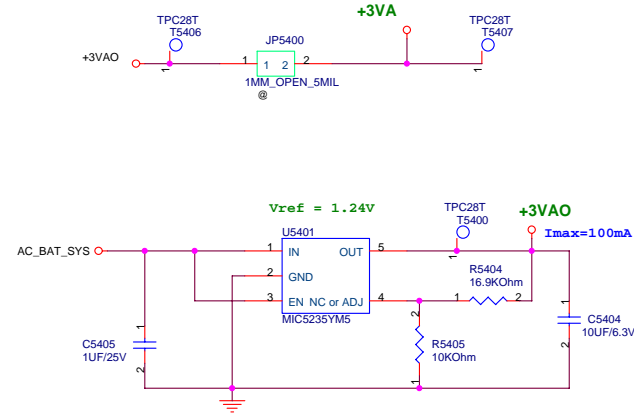 +3VA
TPC28T
T5406
JP5400
TPC28T
T5407
+3VAO
1
1 2
2
1MM_OPEN_5MIL
@
1
1
Vref = 1.24V
TPC28T
T5400
+3VAO
Imax=100mA
U5401
AC_BAT_SYS
1
IN
OUT
5
1
R5404
16.9KOhm
2
GND
3
EN
NC or ADJ
4
1
2
MIC5235YM5
1
C5405
1UF/25V
2
2
R5405
10KOhm
1
1
C5404
10UF/6.3V
2